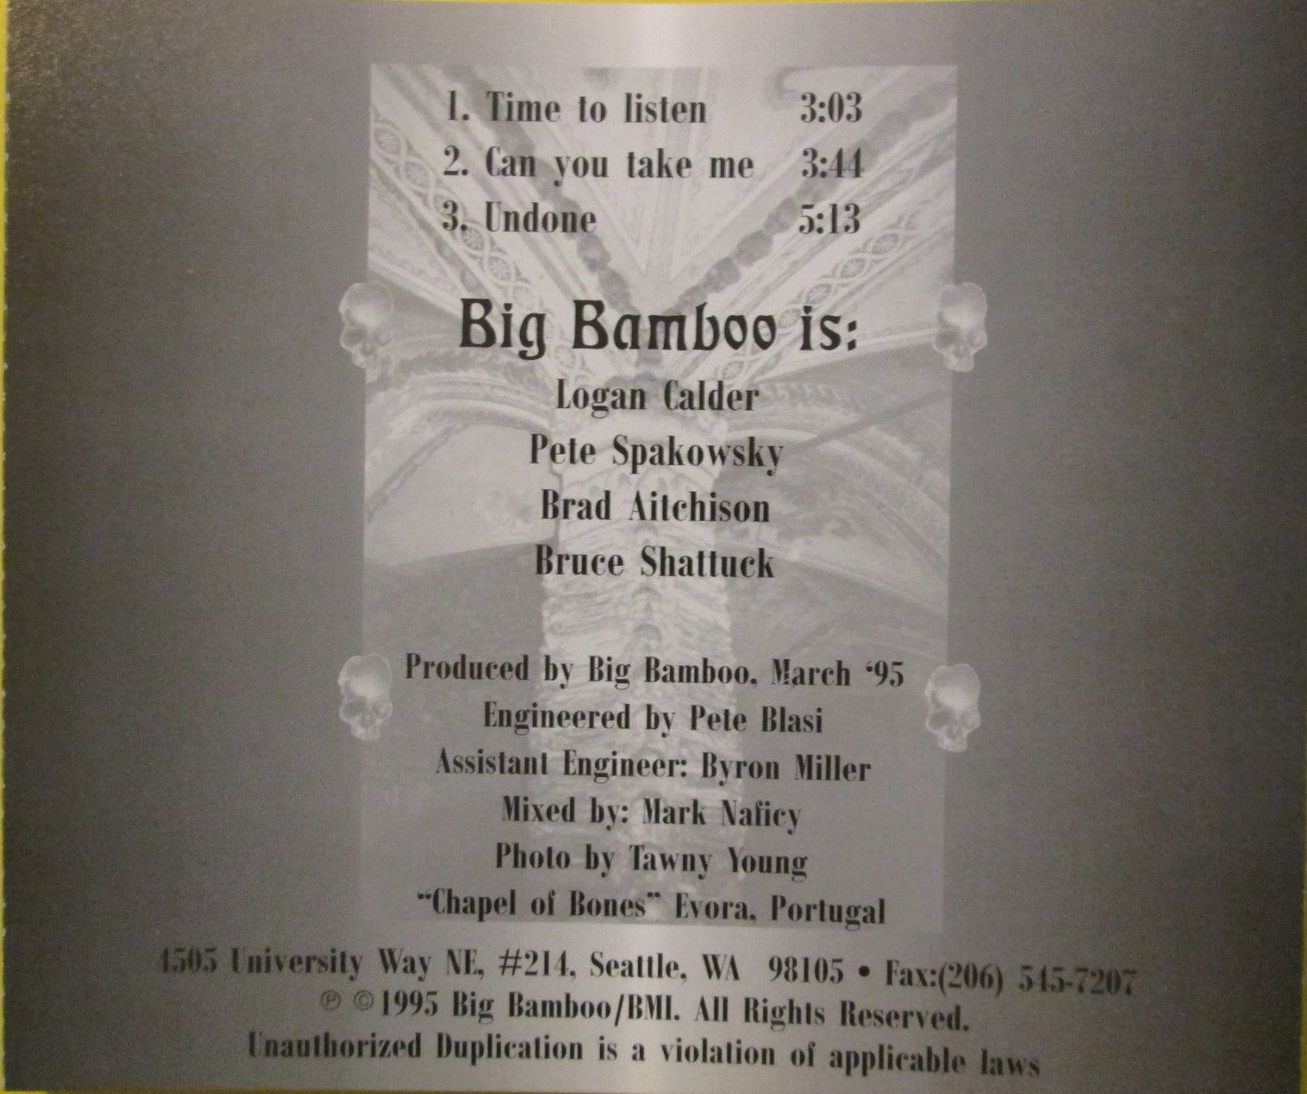 1. Time to listen 3:03
2. Can you take me 3:44
3. Undone 5:13
Big Bamboo is:
Logan Calder
Pete Spakowsky
Brad Aitchison
Bruce Shattuck
Produced by Big Bamboo, March ‘95
Engineered by Pete Blasi
Assistant Engineer: Byron Miller
Mixed by: Mark Naficy
Photo by Tawny Young
“Chapel of Bones” Evora, Portugal
4505 University Way NE, #214, Seattle, WA 98105 • Fax:(206) 545-7207
℗ ©1995 Big Bamboo/BMI. All Rights Reserved.
Unauthorized Duplication is a violation of applicable laws